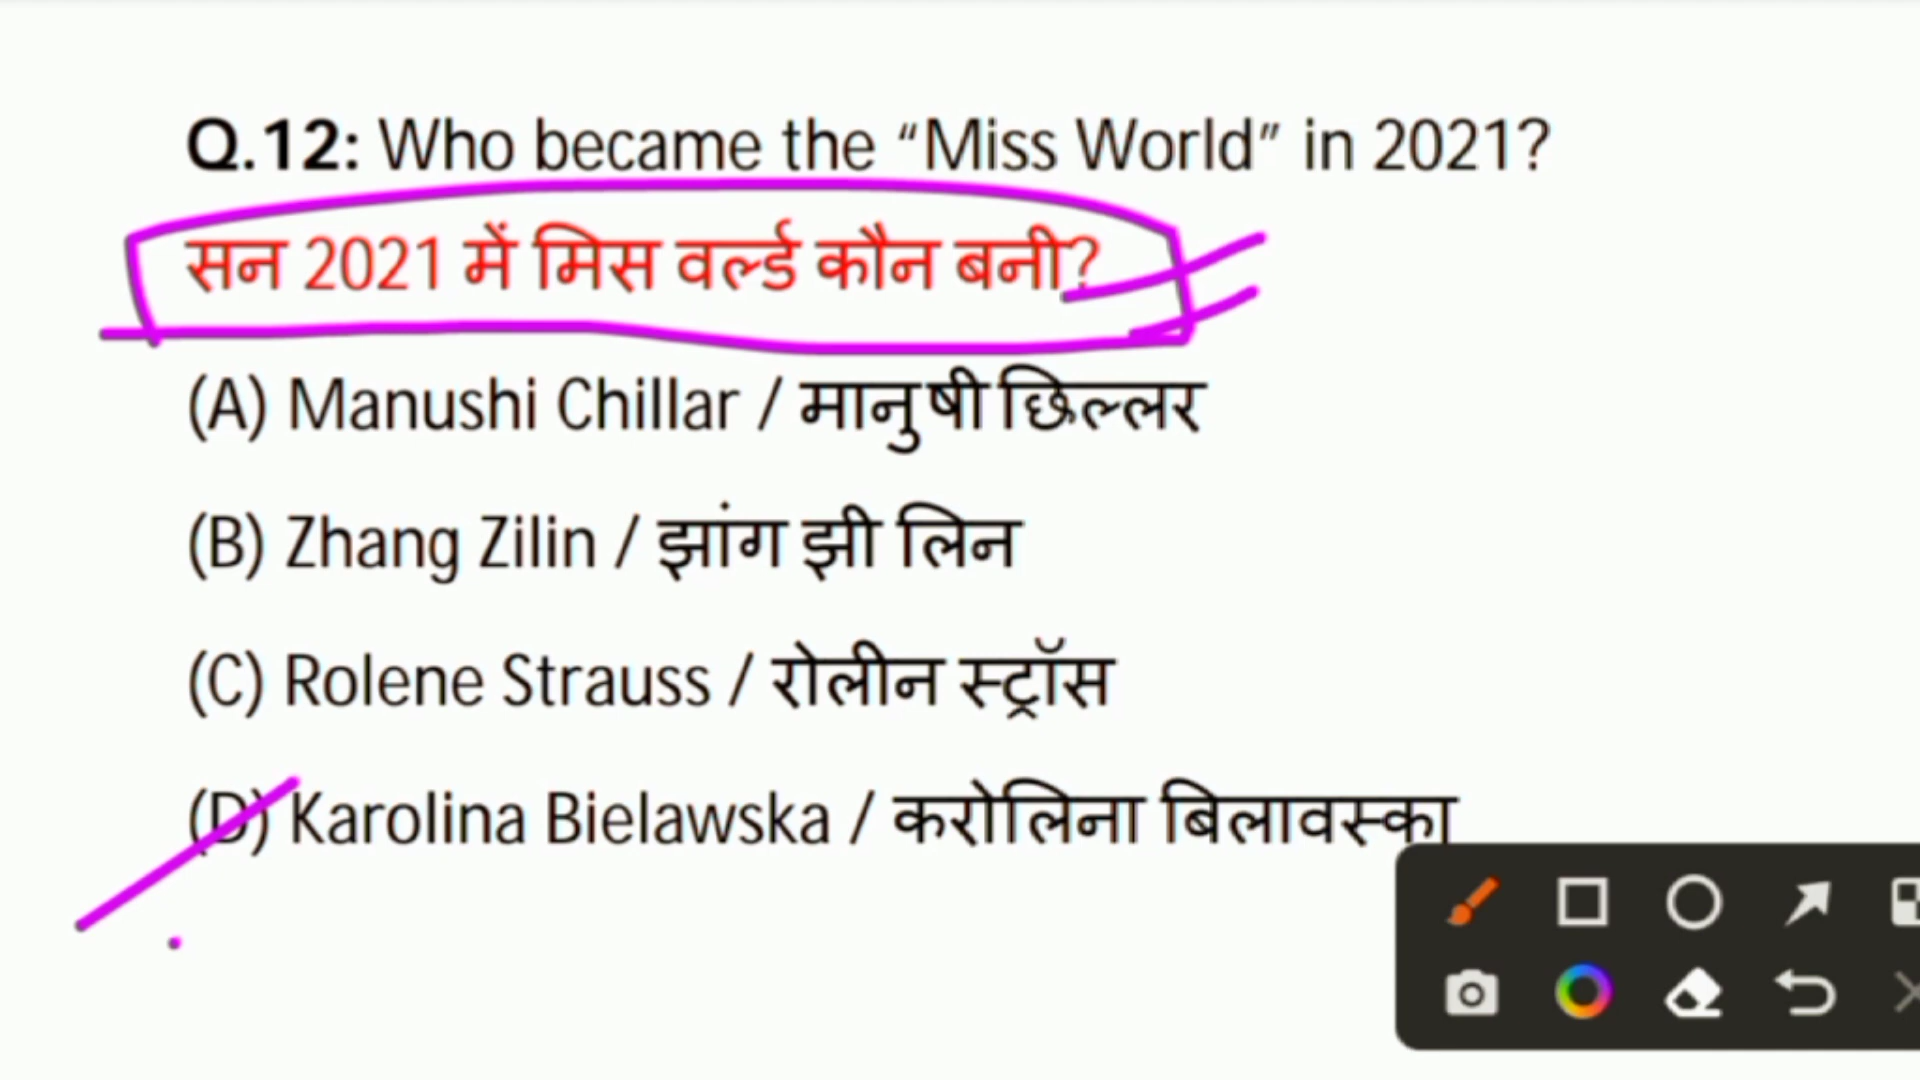 Q.12: Who became the “Miss World” in 2021?
सन 2021 में मिस वर्ल्ड कौन बनी?
(A) Manushi Chillar / मानुषी छिल्लर
(B) Zhang Zilin / झांग झी लिन
(C) Rolene Strauss / रोलीन स्ट्रॉस
(D) Karolina Bielawska / करोलिना बिलावस्का